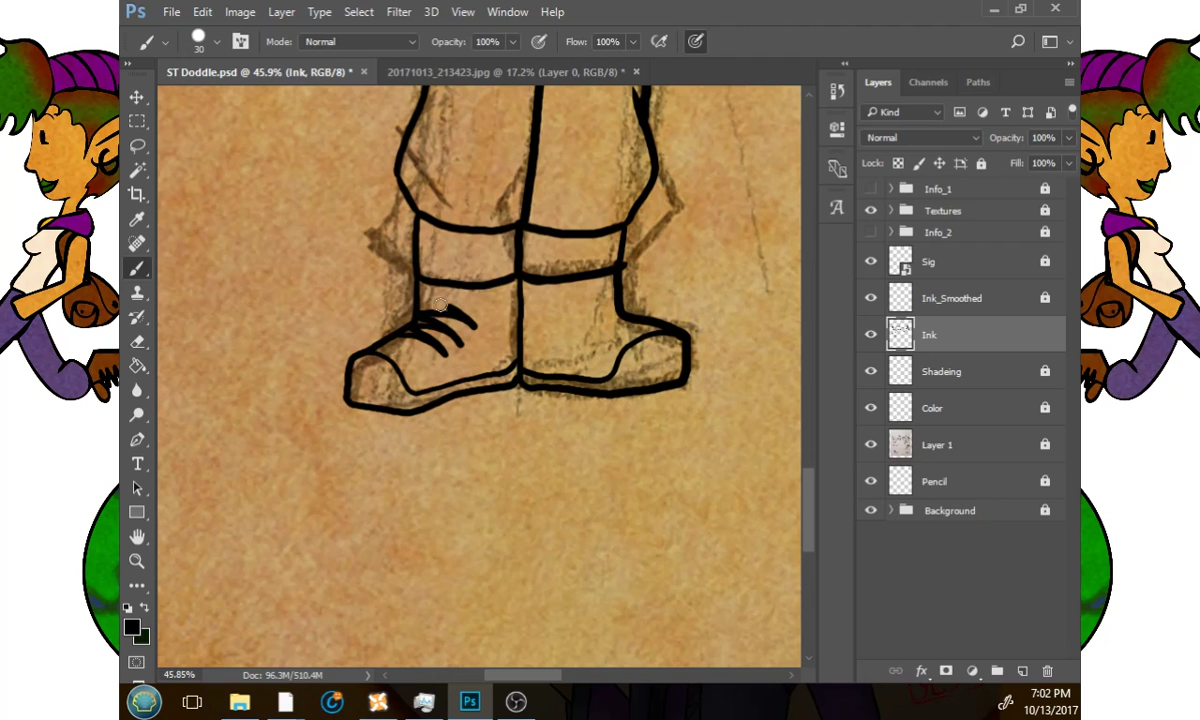 Ps File Edit Image Layer Type Select Filter 3D View Window Help
30 Mode: Normal Opacity: 100% Flow: 100%
ST Doddle.psd @ 45.9% (Ink, RGB/8) * × 20171013_213423.jpg @ 17.2% (Layer 0, RGB/8) * ×
Layers Channels Paths
Kind
Normal Opacity: 100%
Lock: Fill: 100%
Info_1
Textures
Info_2
Sig
Ink_Smoothed
Ink
Shadeing
Color
Layer 1
Pencil
Background
45.85% Doc: 96.3M/510.4M
fx
Ps
7:02 PM
10/13/2017